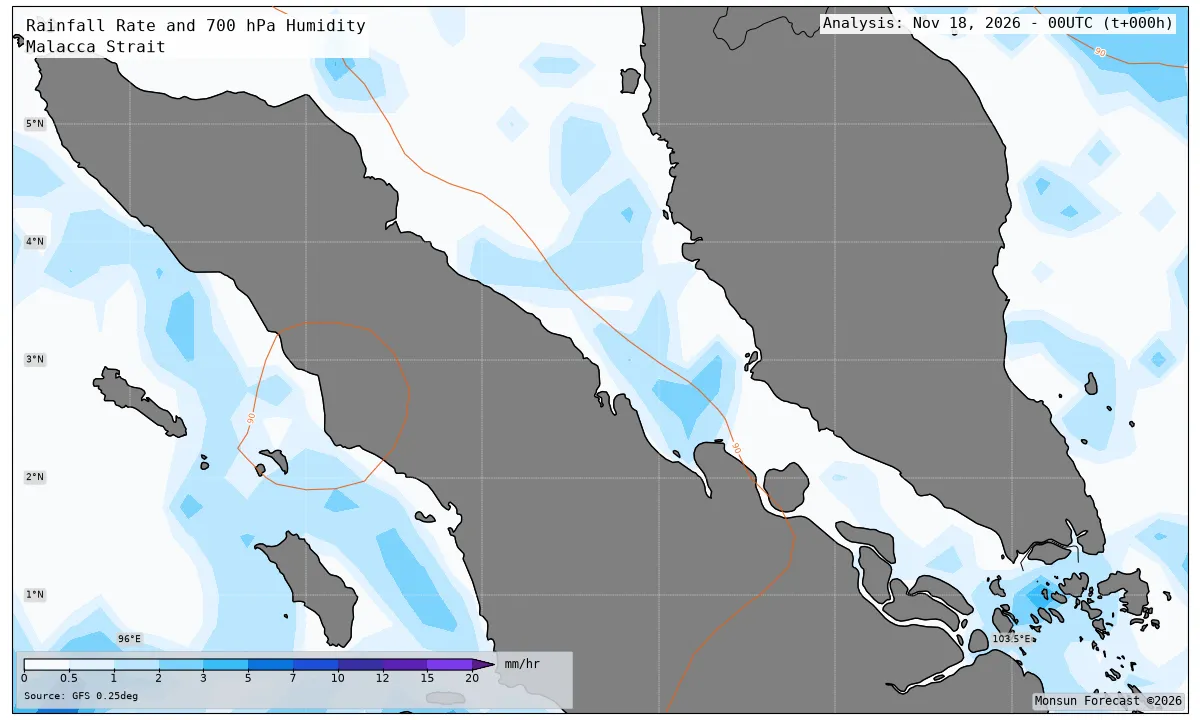 Rainfall Rate and 700 hPa Humidity
Malacca Strait
Analysis: Nov 18, 2026 - 00UTC (t+000h)
90
5°N
4°N
3°N
90
90
2°N
1°N
96°E
103.5°E
mm/hr
0 0.5 1 2 3 5 7 10 12 15 20
Source: GFS 0.25deg
Monsun Forecast ©2026